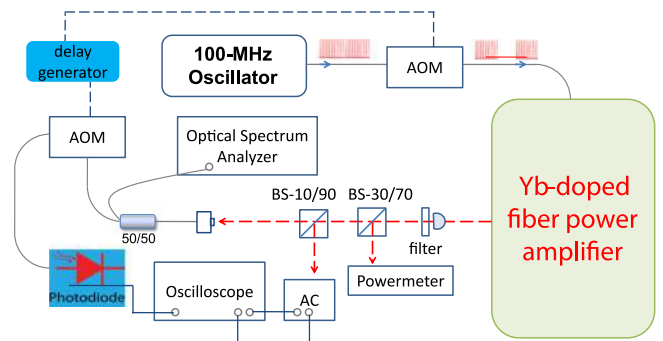 delay
generator
100-MHz
Oscillator
AOM
AOM
Optical Spectrum
Analyzer
BS-10/90
BS-30/70
Yb-doped
fiber power
amplifier
50/50
filter
Photodiode
Oscilloscope
AC
Powermeter